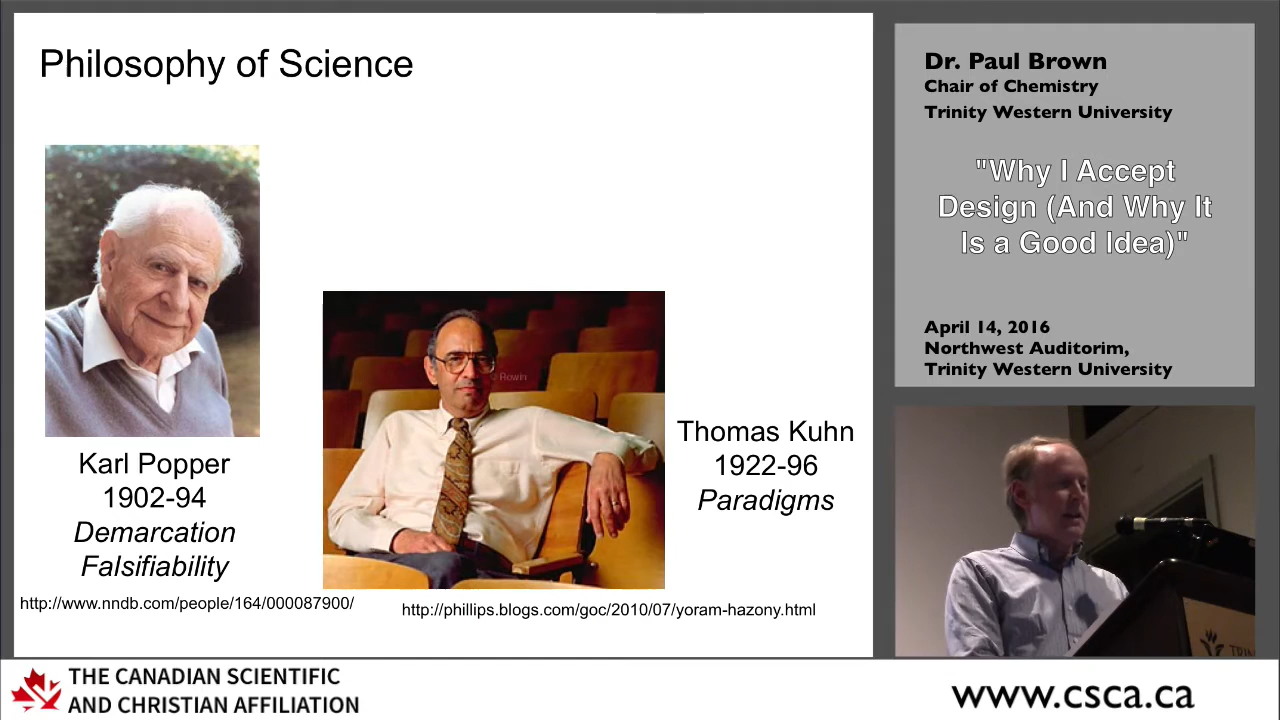 Philosophy of Science
Karl Popper
1902-94
Demarcation
Falsifiability
http://www.nndb.com/people/164/000087900/
© Rowin
Thomas Kuhn
1922-96
Paradigms
http://phillips.blogs.com/goc/2010/07/yoram-hazony.html
Dr. Paul Brown
Chair of Chemistry
Trinity Western University
"Why I Accept
Design (And Why It
Is a Good Idea)"
April 14, 2016
Northwest Auditorim,
Trinity Western University
THE CANADIAN SCIENTIFIC
AND CHRISTIAN AFFILIATION
www.csca.ca